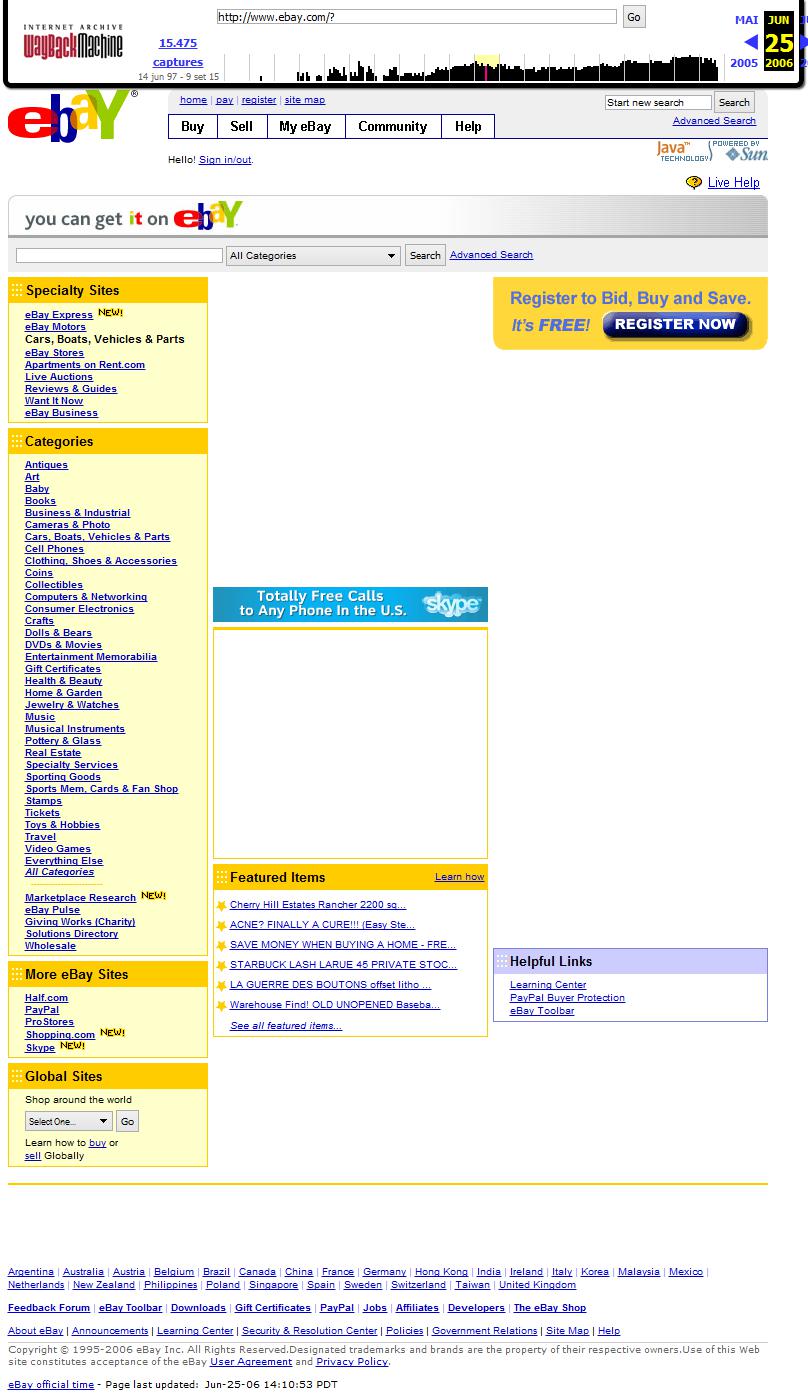 INTERNET ARCHIVE
WayBackMachine
http://www.ebay.com/?
Go
15.475
captures
14 jun 97 - 9 set 15
MAI
JUN
25
2005
2006
ebaY®
home | pay | register | site map
Start new search
Search
Advanced Search
Buy
Sell
My eBay
Community
Help
Hello! Sign in/out.
Java™
TECHNOLOGY
POWERED BY
Sun
Live Help
you can get it on ebaY
All Categories
Search
Advanced Search
Specialty Sites
eBay Express NEW!
eBay Motors
Cars, Boats, Vehicles & Parts
eBay Stores
Apartments on Rent.com
Live Auctions
Reviews & Guides
Want It Now
eBay Business
Register to Bid, Buy and Save.
It's FREE!
REGISTER NOW
Categories
Antiques
Art
Baby
Books
Business & Industrial
Cameras & Photo
Cars, Boats, Vehicles & Parts
Cell Phones
Clothing, Shoes & Accessories
Coins
Collectibles
Computers & Networking
Consumer Electronics
Crafts
Dolls & Bears
DVDs & Movies
Entertainment Memorabilia
Gift Certificates
Health & Beauty
Home & Garden
Jewelry & Watches
Music
Musical Instruments
Pottery & Glass
Real Estate
Specialty Services
Sporting Goods
Sports Mem, Cards & Fan Shop
Stamps
Tickets
Toys & Hobbies
Travel
Video Games
Everything Else
All Categories
Marketplace Research NEW!
eBay Pulse
Giving Works (Charity)
Solutions Directory
Wholesale
Totally Free Calls
to Any Phone In the U.S.
skype
Featured Items
Learn how
Cherry Hill Estates Rancher 2200 sq...
ACNE? FINALLY A CURE!!! (Easy Ste...
SAVE MONEY WHEN BUYING A HOME - FRE...
STARBUCK LASH LARUE 45 PRIVATE STOC...
LA GUERRE DES BOUTONS offset litho ...
Warehouse Find! OLD UNOPENED Baseba...
See all featured items...
Helpful Links
Learning Center
PayPal Buyer Protection
eBay Toolbar
More eBay Sites
Half.com
PayPal
ProStores
Shopping.com NEW!
Skype NEW!
Global Sites
Shop around the world
Select One...
Go
Learn how to buy or
sell Globally
Argentina | Australia | Austria | Belgium | Brazil | Canada | China | France | Germany | Hong Kong | India | Ireland | Italy | Korea | Malaysia | Mexico |
Netherlands | New Zealand | Philippines | Poland | Singapore | Spain | Sweden | Switzerland | Taiwan | United Kingdom
Feedback Forum | eBay Toolbar | Downloads | Gift Certificates | PayPal | Jobs | Affiliates | Developers | The eBay Shop
About eBay | Announcements | Learning Center | Security & Resolution Center | Policies | Government Relations | Site Map | Help
Copyright © 1995-2006 eBay Inc. All Rights Reserved.Designated trademarks and brands are the property of their respective owners.Use of this Web
site constitutes acceptance of the eBay User Agreement and Privacy Policy.
eBay official time - Page last updated: Jun-25-06 14:10:53 PDT